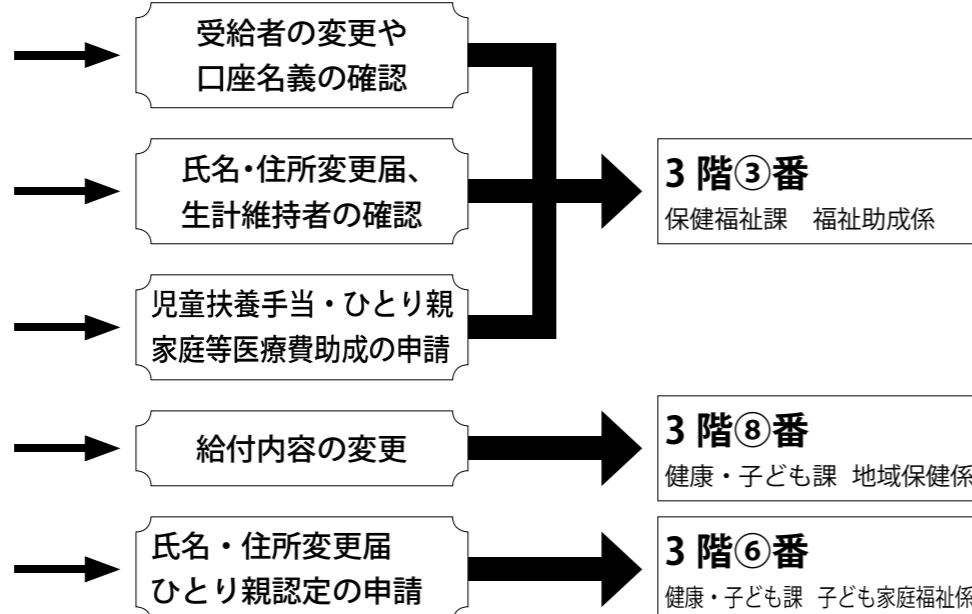 受給者の変更や
口座名義の確認
氏名・住所変更届、
生計維持者の確認
児童扶養手当・ひとり親
家庭等医療費助成の申請
3 階③番
保健福祉課　福祉助成係
給付内容の変更
3 階⑧番
健康・子ども課 地域保健係
氏名・住所変更届
ひとり親認定の申請
3 階⑥番
健康・子ども課 子ども家庭福祉係